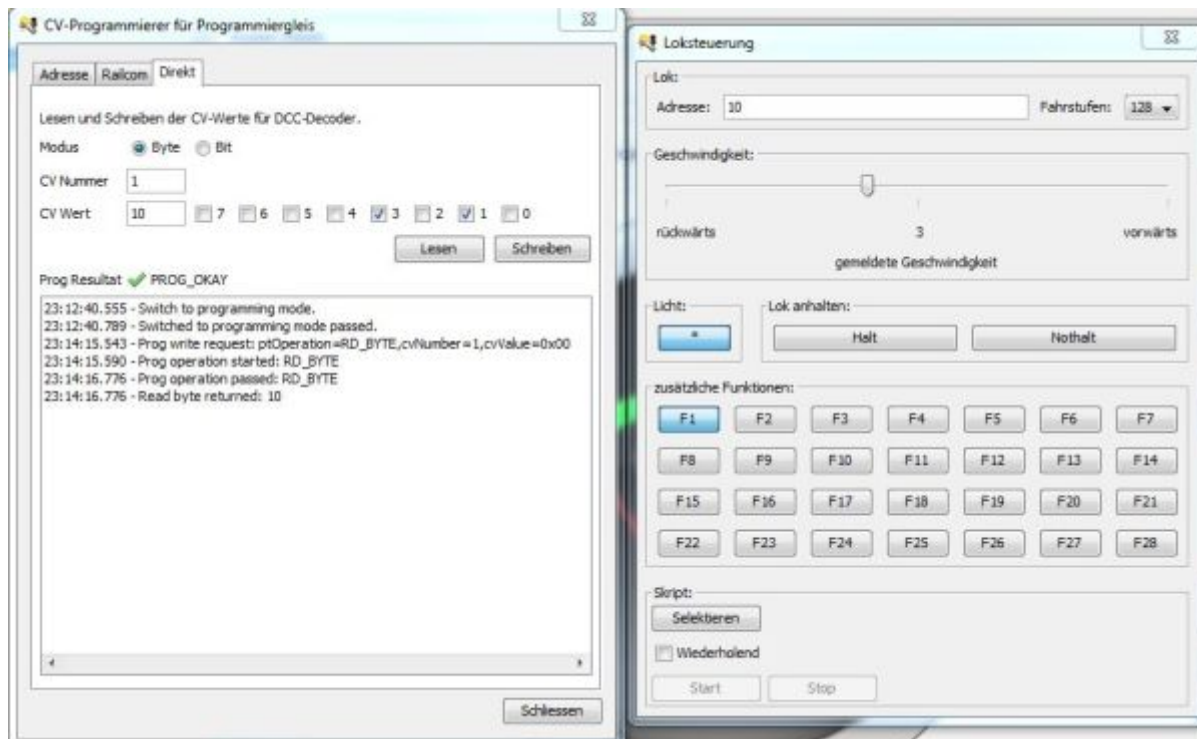 CV-Programmierer für Programmiergleis
Adresse Railcom Direkt
Lesen und Schreiben der CV-Werte für DCC-Decoder.
Modus Byte Bit
CV Nummer 1
CV Wert 10 7 6 5 4 3 2 1 0
Lesen Schreiben
Prog Resultat PROG_OKAY
23:12:40.555 - Switch to programming mode.
23:12:40.789 - Switched to programming mode passed.
23:14:15.543 - Prog write request: ptOperation=RD_BYTE,cvNumber=1,cvValue=0x00
23:14:15.590 - Prog operation started: RD_BYTE
23:14:16.776 - Prog operation passed: RD_BYTE
23:14:16.776 - Read byte returned: 10
Schliessen
Loksteuerung
Lok:
Adresse: 10 Fahrstufen: 128
Geschwindigkeit:
rückwärts 3 vorwärts
gemeldete Geschwindigkeit
Licht: Lok anhalten:
* Halt Nothalt
zusätzliche Funktionen:
F1 F2 F3 F4 F5 F6 F7
F8 F9 F10 F11 F12 F13 F14
F15 F16 F17 F18 F19 F20 F21
F22 F23 F24 F25 F26 F27 F28
Skript:
Selektieren
Wiederholend
Start Stop